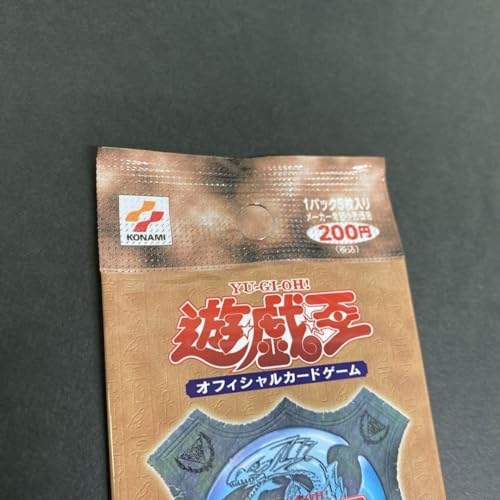 KONAMI
1パック5枚入り
メーカー希望小売価格
200円
(税込)
YU-GI-OH!
遊戯王
オフィシャルカードゲーム